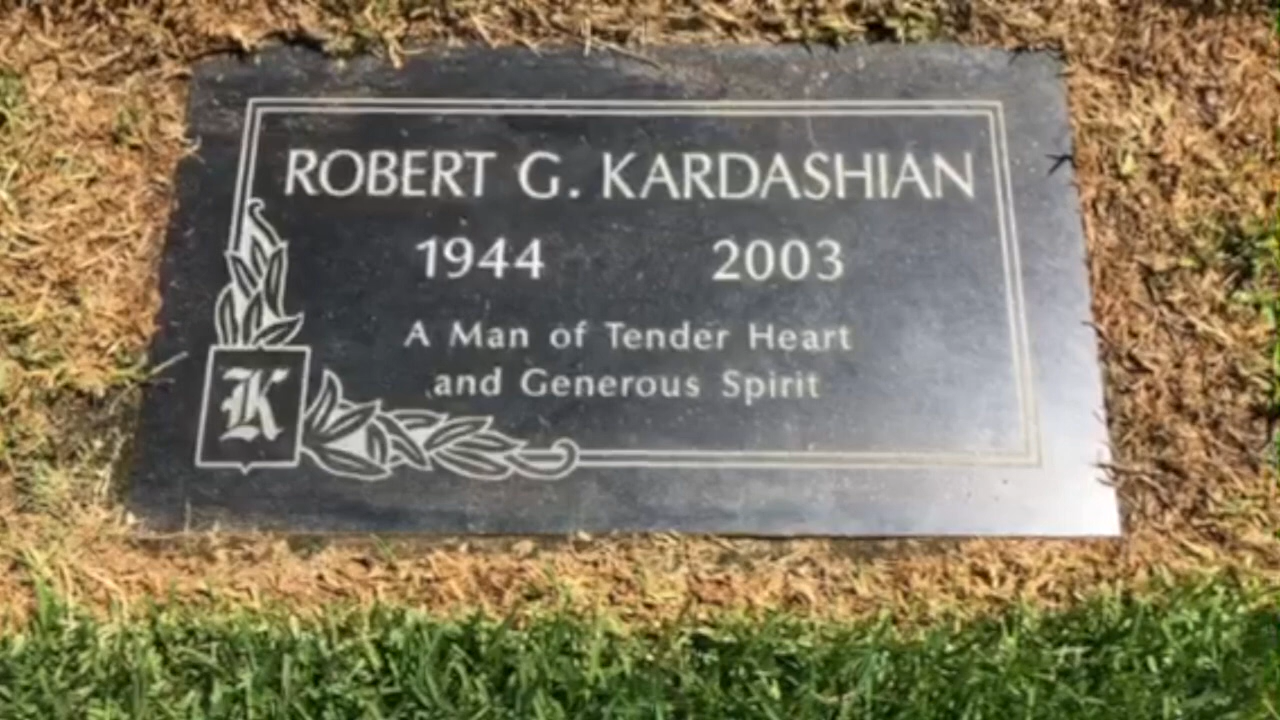 ROBERT G. KARDASHIAN
1944 2003
A Man of Tender Heart
and Generous Spirit
K